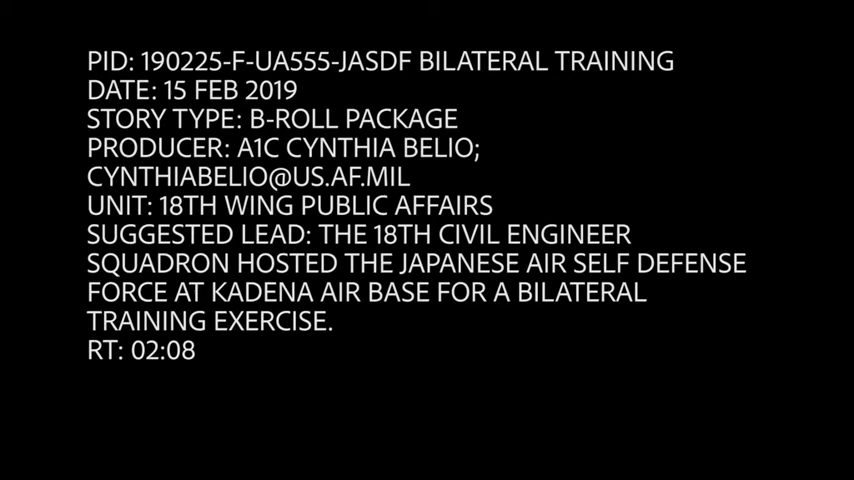 PID: 190225-F-UA555-JASDF BILATERAL TRAINING
DATE: 15 FEB 2019
STORY TYPE: B-ROLL PACKAGE
PRODUCER: A1C CYNTHIA BELIO;
CYNTHIABELIO@US.AF.MIL
UNIT: 18TH WING PUBLIC AFFAIRS
SUGGESTED LEAD: THE 18TH CIVIL ENGINEER
SQUADRON HOSTED THE JAPANESE AIR SELF DEFENSE
FORCE AT KADENA AIR BASE FOR A BILATERAL
TRAINING EXERCISE.
RT: 02:08